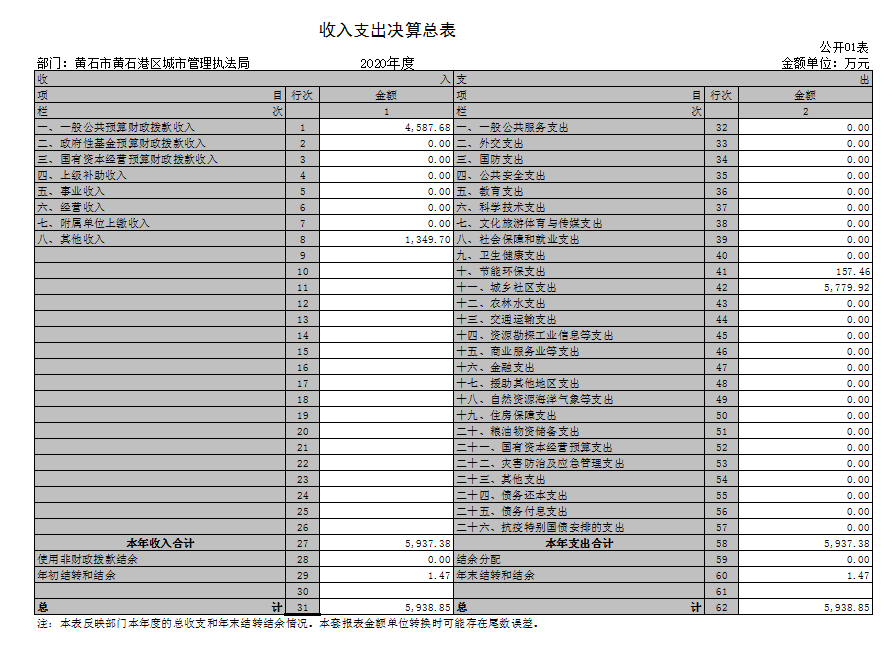 收入支出决算总表
公开01表
部门：黄石市黄石港区城市管理执法局 2020年度 金额单位：万元
收 入 支 出
项 目 行次 金额 项 目 行次 金额
栏 次 1 栏 次 2
一、一般公共预算财政拨款收入 1 4,587.68 一、一般公共服务支出 32 0.00
二、政府性基金预算财政拨款收入 2 0.00 二、外交支出 33 0.00
三、国有资本经营预算财政拨款收入 3 0.00 三、国防支出 34 0.00
四、上级补助收入 4 0.00 四、公共安全支出 35 0.00
五、事业收入 5 0.00 五、教育支出 36 0.00
六、经营收入 6 0.00 六、科学技术支出 37 0.00
七、附属单位上缴收入 7 0.00 七、文化旅游体育与传媒支出 38 0.00
八、其他收入 8 1,349.70 八、社会保障和就业支出 39 0.00
9 九、卫生健康支出 40 0.00
10 十、节能环保支出 41 157.46
11 十一、城乡社区支出 42 5,779.92
12 十二、农林水支出 43 0.00
13 十三、交通运输支出 44 0.00
14 十四、资源勘探工业信息等支出 45 0.00
15 十五、商业服务业等支出 46 0.00
16 十六、金融支出 47 0.00
17 十七、援助其他地区支出 48 0.00
18 十八、自然资源海洋气象等支出 49 0.00
19 十九、住房保障支出 50 0.00
20 二十、粮油物资储备支出 51 0.00
21 二十一、国有资本经营预算支出 52 0.00
22 二十二、灾害防治及应急管理支出 53 0.00
23 二十三、其他支出 54 0.00
24 二十四、债务还本支出 55 0.00
25 二十五、债务付息支出 56 0.00
26 二十六、抗疫特别国债安排的支出 57 0.00
本年收入合计 27 5,937.38 本年支出合计 58 5,937.38
使用非财政拨款结余 28 0.00 结余分配 59 0.00
年初结转和结余 29 1.47 年末结转和结余 60 1.47
30 61
总 计 31 5,938.85 总 计 62 5,938.85
注：本表反映部门本年度的总收支和年末结转结余情况。本套报表金额单位转换时可能存在尾数误差。